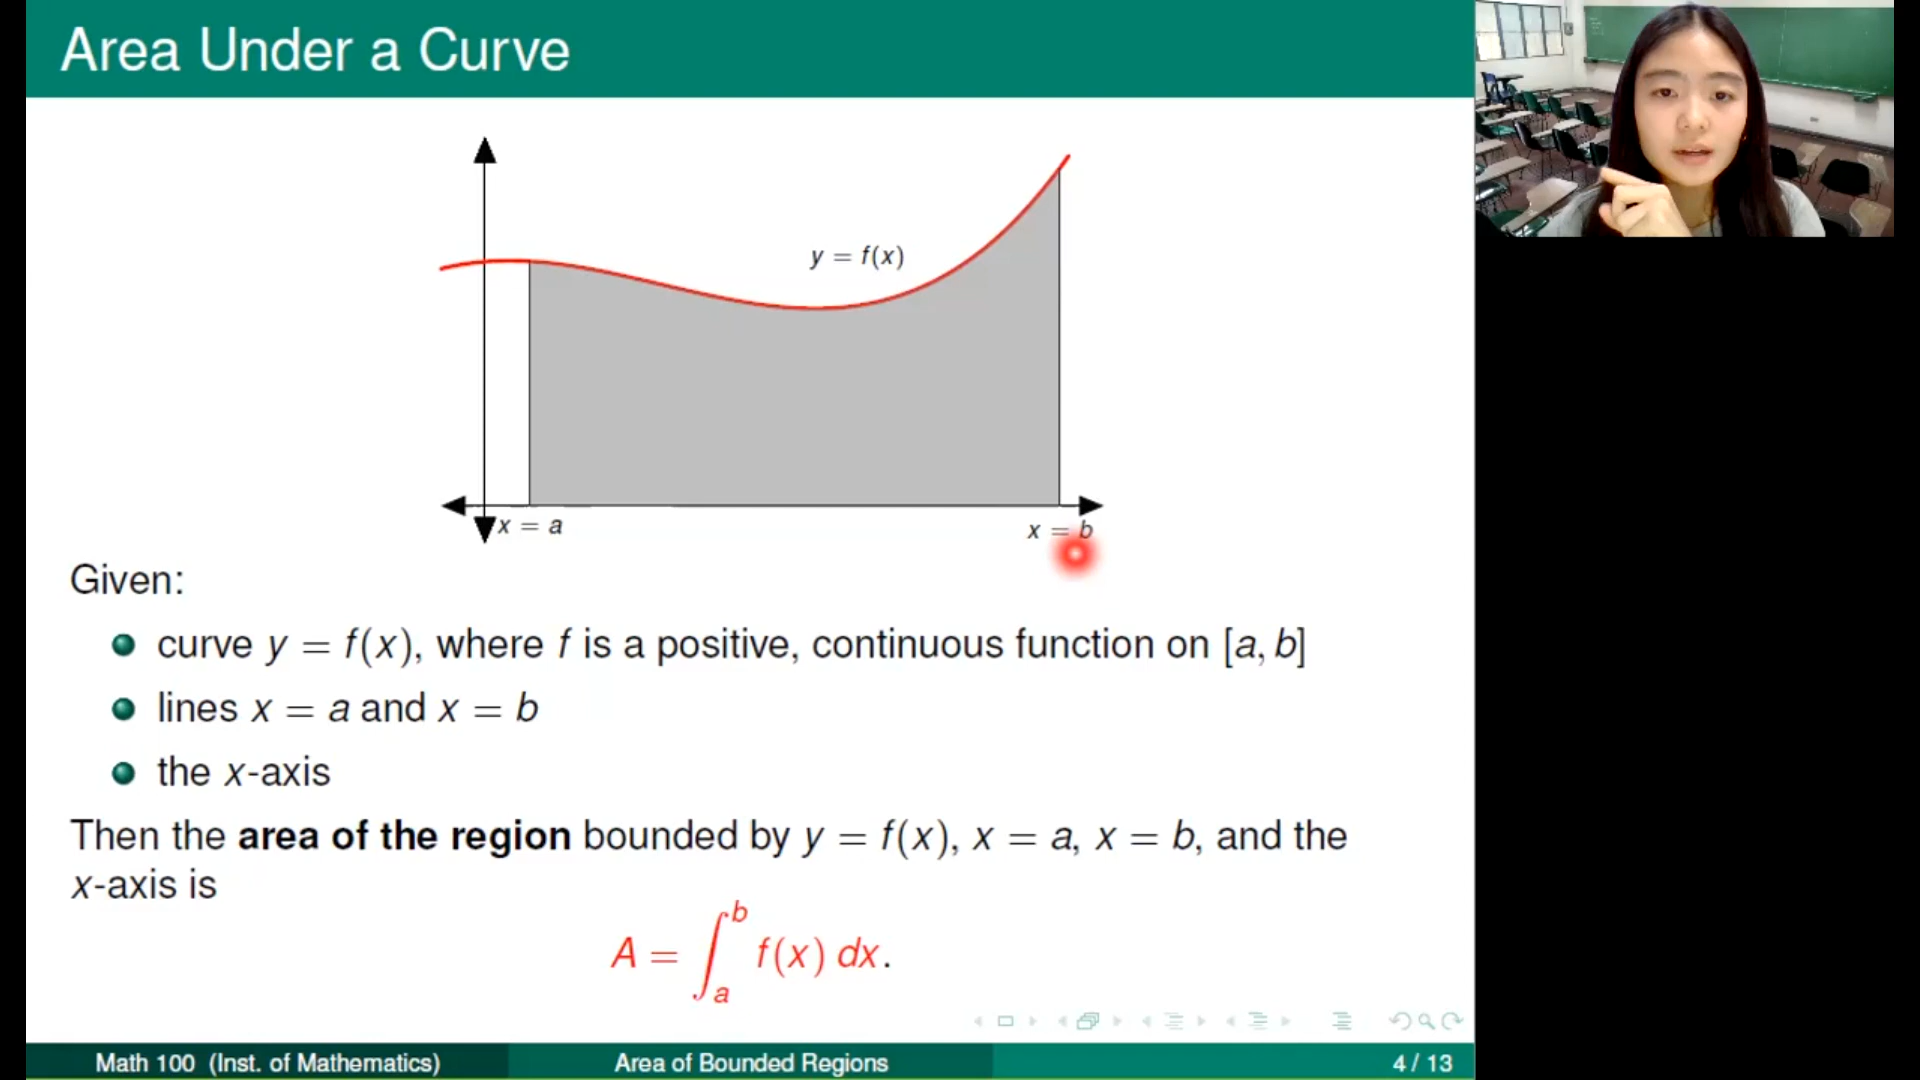 Area Under a Curve
y = f(x)
x = a
x = b
Given:
curve y = f(x), where f is a positive, continuous function on [a, b]
lines x = a and x = b
the x-axis
Then the area of the region bounded by y = f(x), x = a, x = b, and the
x-axis is
A = ∫_a^b f(x) dx.
Math 100 (Inst. of Mathematics)
Area of Bounded Regions
4 / 13